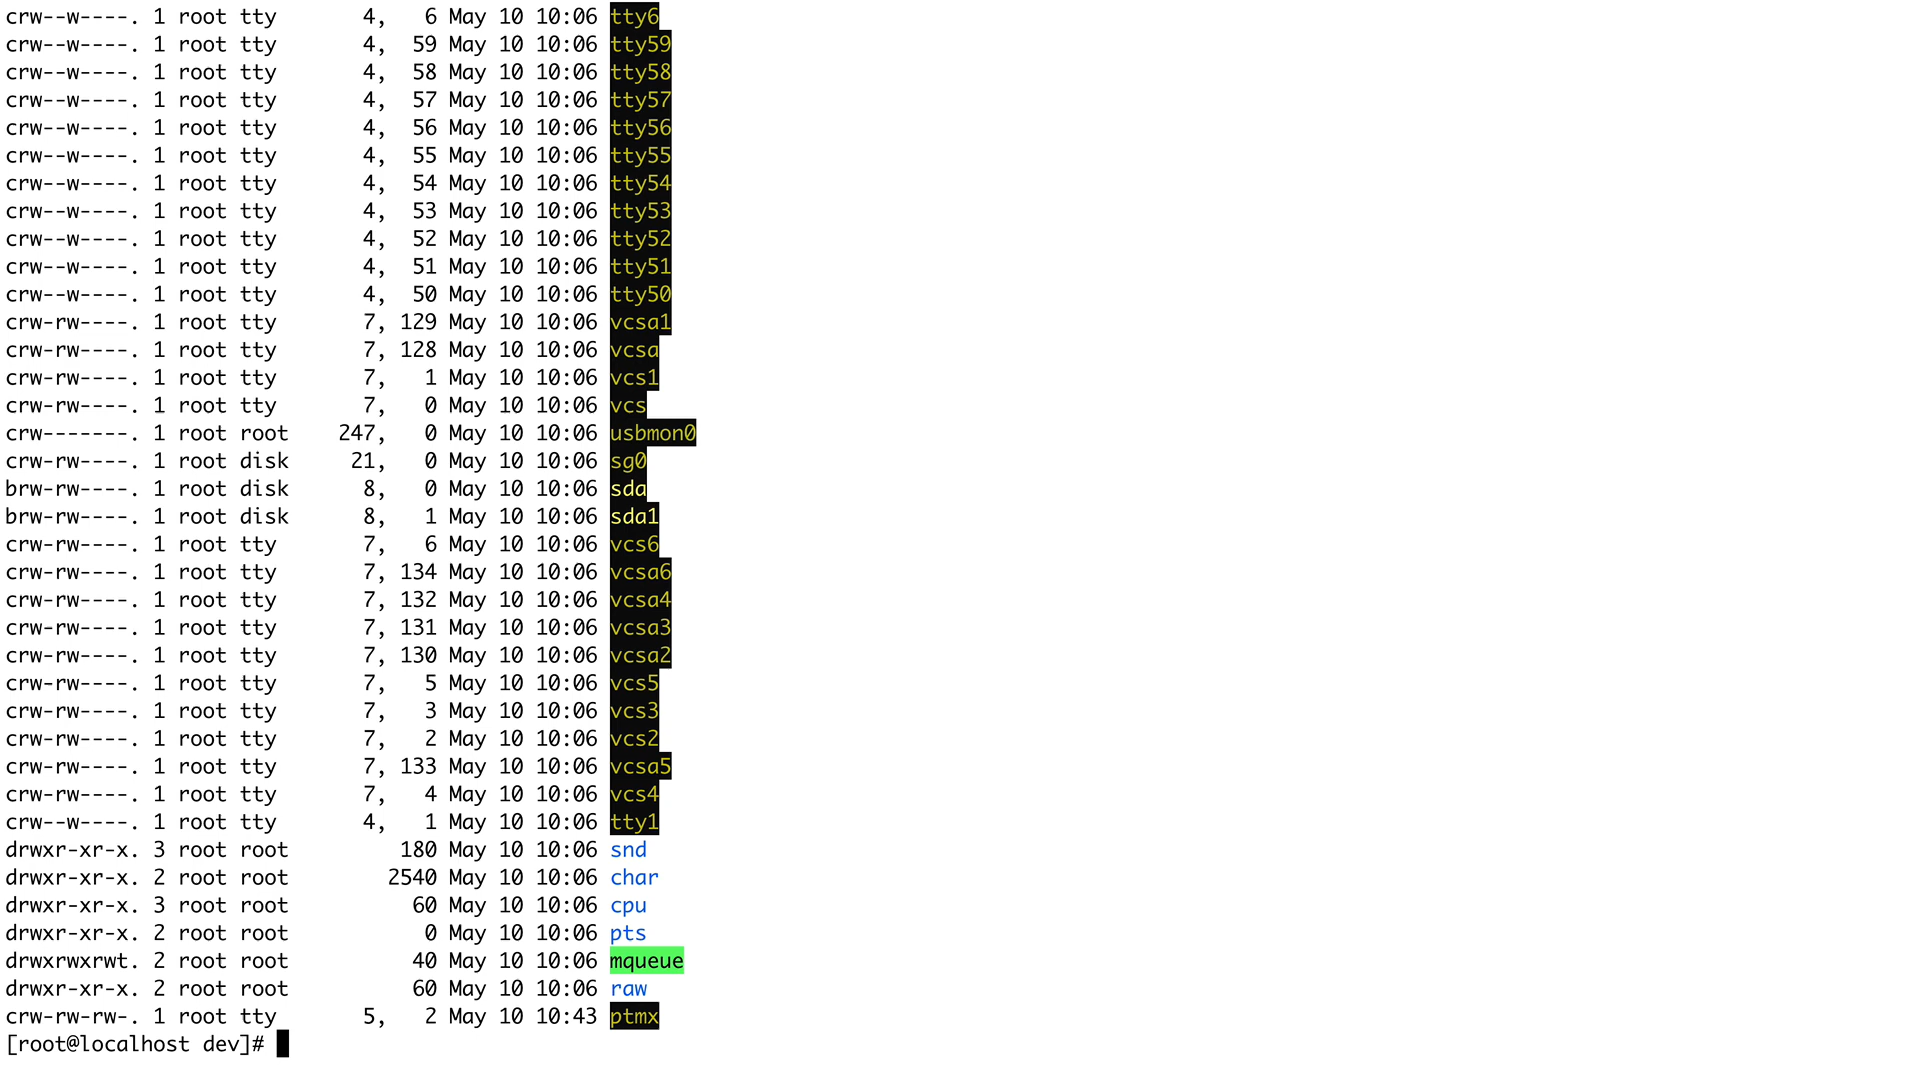 crw--w----. 1 root tty       4,   6 May 10 10:06 tty6
crw--w----. 1 root tty       4,  59 May 10 10:06 tty59
crw--w----. 1 root tty       4,  58 May 10 10:06 tty58
crw--w----. 1 root tty       4,  57 May 10 10:06 tty57
crw--w----. 1 root tty       4,  56 May 10 10:06 tty56
crw--w----. 1 root tty       4,  55 May 10 10:06 tty55
crw--w----. 1 root tty       4,  54 May 10 10:06 tty54
crw--w----. 1 root tty       4,  53 May 10 10:06 tty53
crw--w----. 1 root tty       4,  52 May 10 10:06 tty52
crw--w----. 1 root tty       4,  51 May 10 10:06 tty51
crw--w----. 1 root tty       4,  50 May 10 10:06 tty50
crw-rw----. 1 root tty       7, 129 May 10 10:06 vcsa1
crw-rw----. 1 root tty       7, 128 May 10 10:06 vcsa
crw-rw----. 1 root tty       7,   1 May 10 10:06 vcs1
crw-rw----. 1 root tty       7,   0 May 10 10:06 vcs
crw-------. 1 root root    247,   0 May 10 10:06 usbmon0
crw-rw----. 1 root disk     21,   0 May 10 10:06 sg0
brw-rw----. 1 root disk      8,   0 May 10 10:06 sda
brw-rw----. 1 root disk      8,   1 May 10 10:06 sda1
crw-rw----. 1 root tty       7,   6 May 10 10:06 vcs6
crw-rw----. 1 root tty       7, 134 May 10 10:06 vcsa6
crw-rw----. 1 root tty       7, 132 May 10 10:06 vcsa4
crw-rw----. 1 root tty       7, 131 May 10 10:06 vcsa3
crw-rw----. 1 root tty       7, 130 May 10 10:06 vcsa2
crw-rw----. 1 root tty       7,   5 May 10 10:06 vcs5
crw-rw----. 1 root tty       7,   3 May 10 10:06 vcs3
crw-rw----. 1 root tty       7,   2 May 10 10:06 vcs2
crw-rw----. 1 root tty       7, 133 May 10 10:06 vcsa5
crw-rw----. 1 root tty       7,   4 May 10 10:06 vcs4
crw--w----. 1 root tty       4,   1 May 10 10:06 tty1
drwxr-xr-x. 3 root root         180 May 10 10:06 snd
drwxr-xr-x. 2 root root        2540 May 10 10:06 char
drwxr-xr-x. 3 root root          60 May 10 10:06 cpu
drwxr-xr-x. 2 root root           0 May 10 10:06 pts
drwxrwxrwt. 2 root root          40 May 10 10:06 mqueue
drwxr-xr-x. 2 root root          60 May 10 10:06 raw
crw-rw-rw-. 1 root tty       5,   2 May 10 10:43 ptmx
[root@localhost dev]#